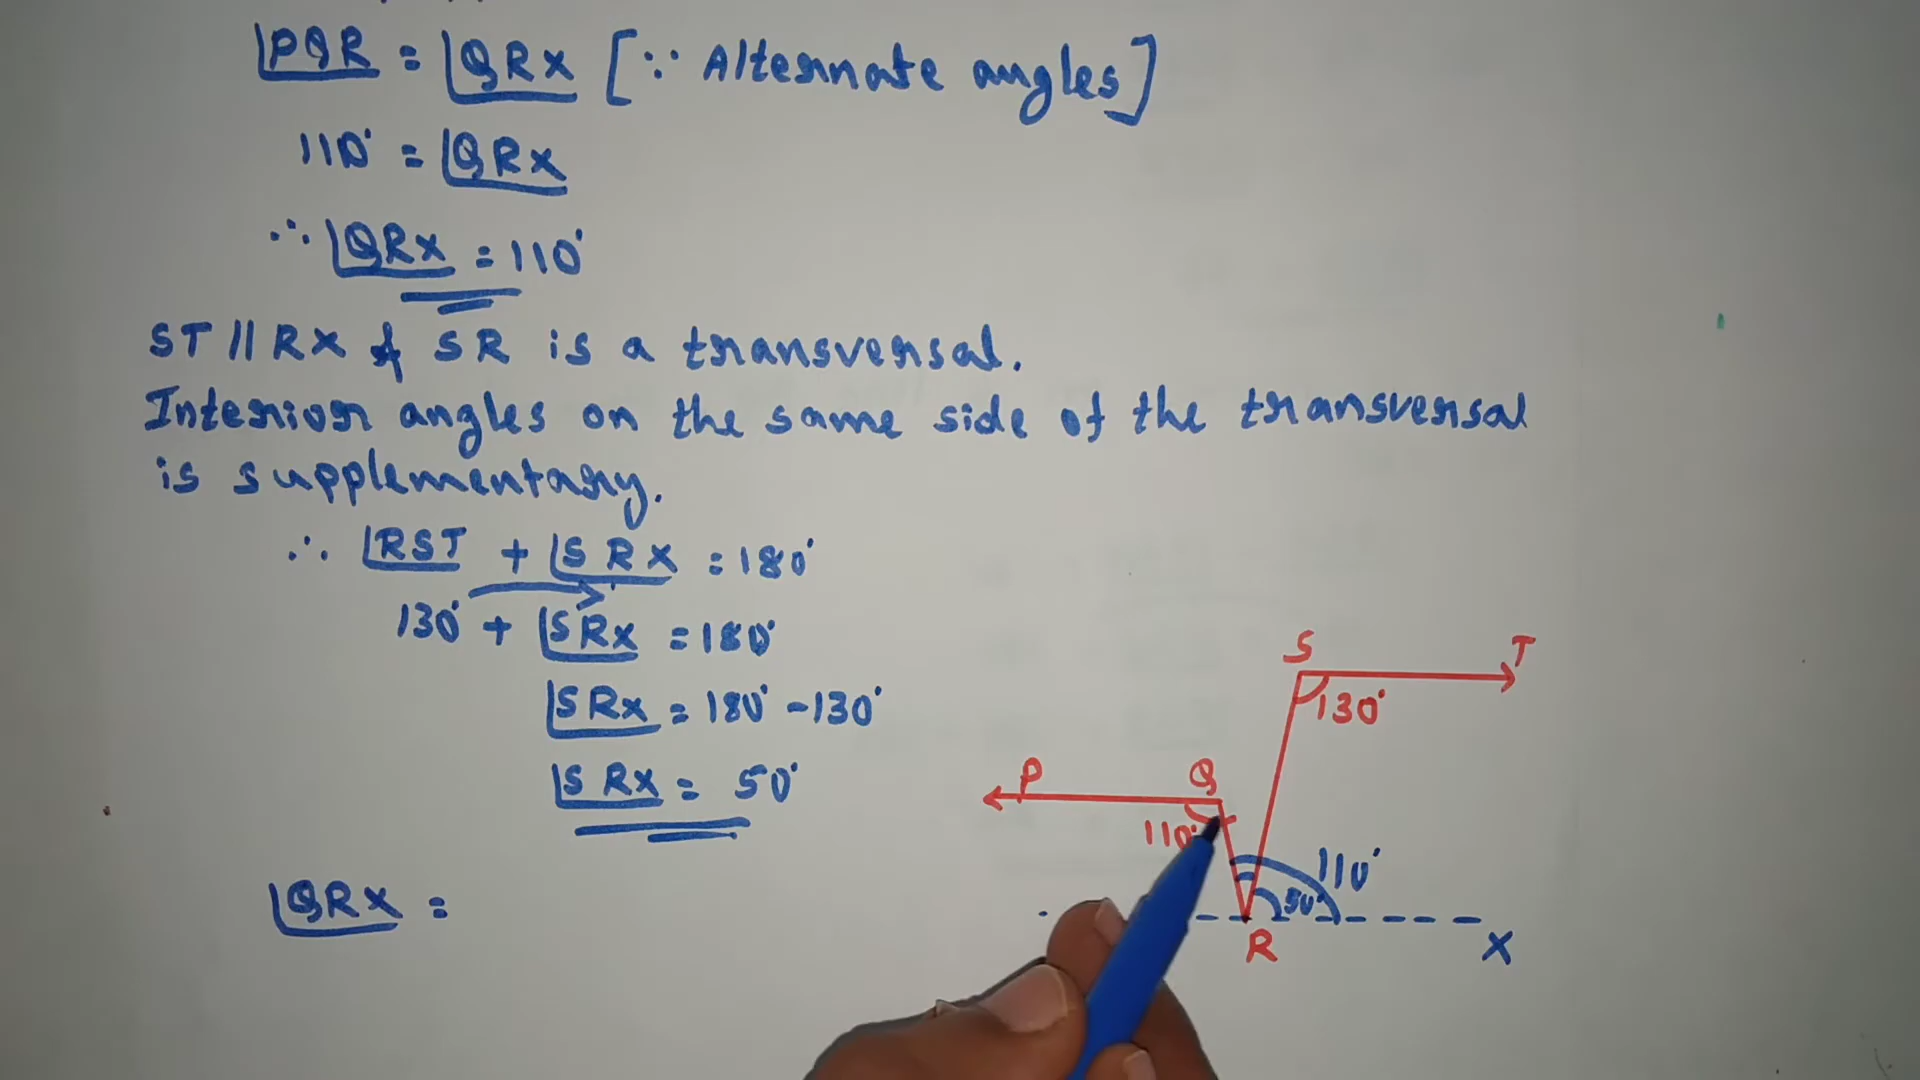 ∠PQR = ∠QRX [∵ Alternate angles]
110° = ∠QRX
∴ ∠QRX = 110°
ST || RX & SR is a transversal.
Interior angles on the same side of the transversal
is supplementary.
∴ ∠RST + ∠SRX = 180°
130° + ∠SRX = 180°
∠SRX = 180° - 130°
∠SRX = 50°
∠QRX =
S T
130°
P Q
110°
110°
50°
R X